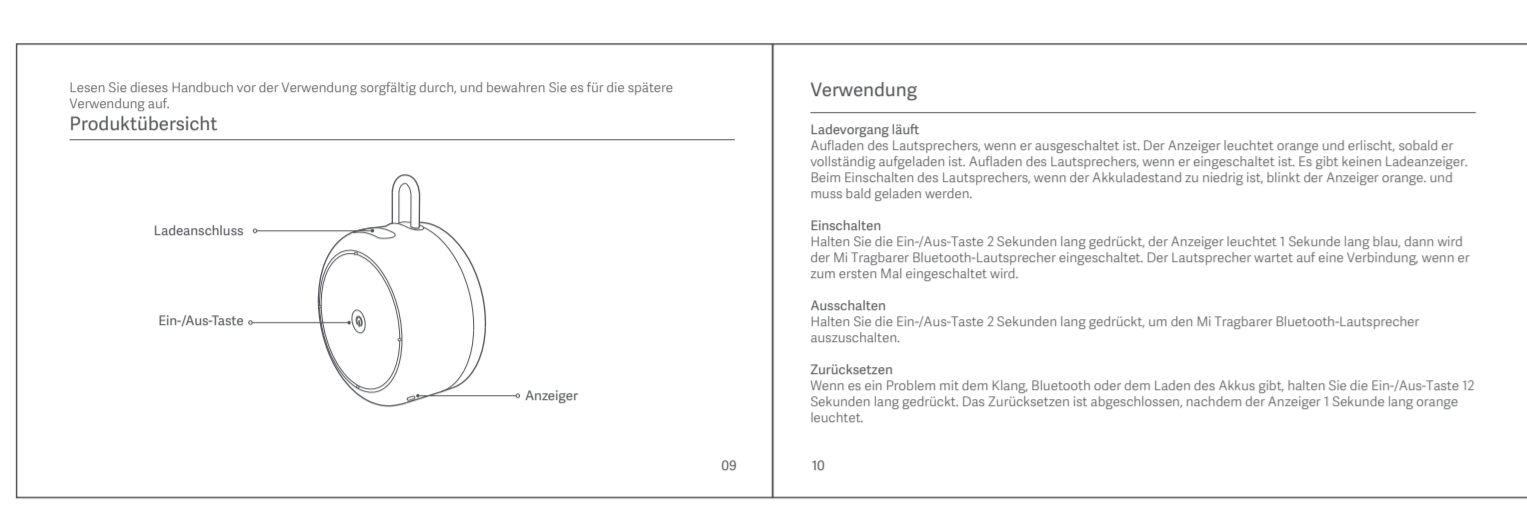 Lesen Sie dieses Handbuch vor der Verwendung sorgfältig durch, und bewahren Sie es für die spätere
Verwendung auf.
Produktübersicht
Ladeanschluss
Ein-/Aus-Taste
Anzeiger
09
Verwendung
Ladevorgang läuft
Aufladen des Lautsprechers, wenn er ausgeschaltet ist. Der Anzeiger leuchtet orange und erlischt, sobald er
vollständig aufgeladen ist. Aufladen des Lautsprechers, wenn er eingeschaltet ist. Es gibt keinen Ladeanzeiger.
Beim Einschalten des Lautsprechers, wenn der Akkuladestand zu niedrig ist, blinkt der Anzeiger orange. und
muss bald geladen werden.
Einschalten
Halten Sie die Ein-/Aus-Taste 2 Sekunden lang gedrückt, der Anzeiger leuchtet 1 Sekunde lang blau, dann wird
der Mi Tragbarer Bluetooth-Lautsprecher eingeschaltet. Der Lautsprecher wartet auf eine Verbindung, wenn er
zum ersten Mal eingeschaltet wird.
Ausschalten
Halten Sie die Ein-/Aus-Taste 2 Sekunden lang gedrückt, um den Mi Tragbarer Bluetooth-Lautsprecher
auszuschalten.
Zurücksetzen
Wenn es ein Problem mit dem Klang, Bluetooth oder dem Laden des Akkus gibt, halten Sie die Ein-/Aus-Taste 12
Sekunden lang gedrückt. Das Zurücksetzen ist abgeschlossen, nachdem der Anzeiger 1 Sekunde lang orange
leuchtet.
10